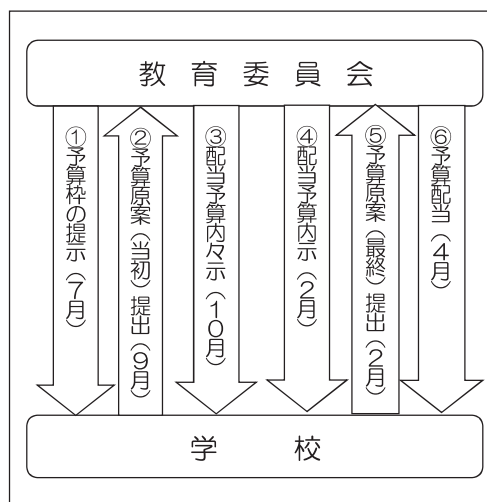 教育委員会
①予算枠の提示（7月）
②予算原案（当初）提出（9月）
③配当予算内々示（10月）
④配当予算内示（2月）
⑤予算原案（最終）提出（2月）
⑥予算配当（4月）
学校